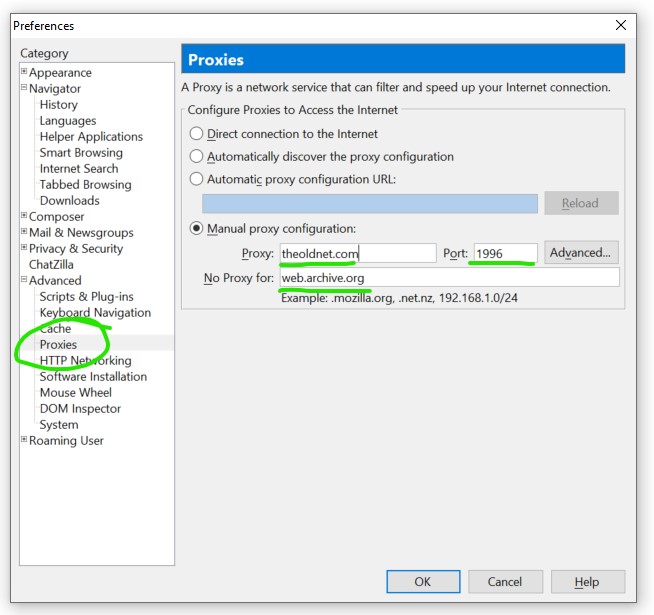 Preferences
Category
Appearance
Navigator
History
Languages
Helper Applications
Smart Browsing
Internet Search
Tabbed Browsing
Downloads
Composer
Mail & Newsgroups
Privacy & Security
ChatZilla
Advanced
Scripts & Plug-ins
Keyboard Navigation
Cache
Proxies
HTTP Networking
Software Installation
Mouse Wheel
DOM Inspector
System
Roaming User
Proxies
A Proxy is a network service that can filter and speed up your Internet connection.
Configure Proxies to Access the Internet
Direct connection to the Internet
Automatically discover the proxy configuration
Automatic proxy configuration URL:
Reload
Manual proxy configuration:
Proxy: theoldnet.com Port: 1996 Advanced...
No Proxy for: web.archive.org
Example: .mozilla.org, .net.nz, 192.168.1.0/24
OK Cancel Help